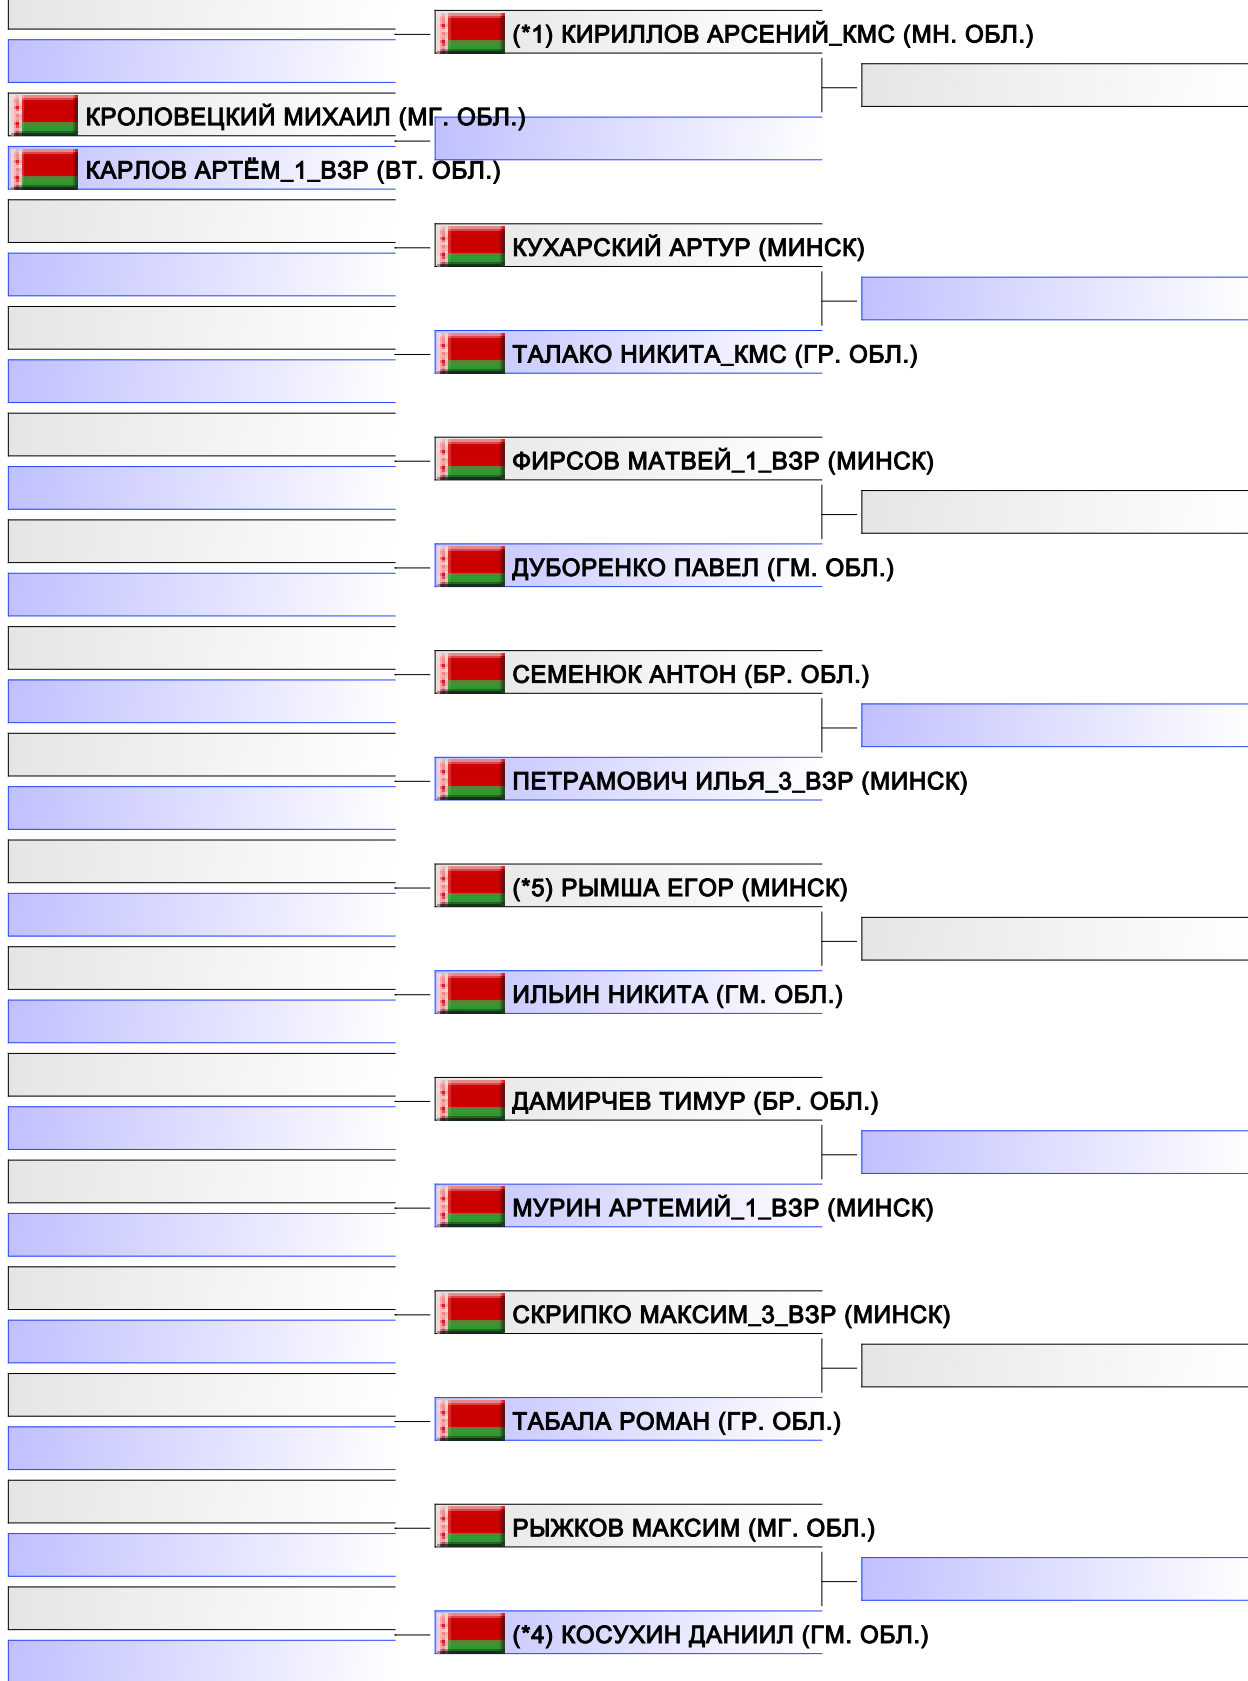 (*1) КИРИЛЛОВ АРСЕНИЙ_КМС (МН. ОБЛ.)
КРОЛОВЕЦКИЙ МИХАИЛ (МГ. ОБЛ.)
КАРЛОВ АРТЁМ_1_ВЗР (ВТ. ОБЛ.)
КУХАРСКИЙ АРТУР (МИНСК)
ТАЛАКО НИКИТА_КМС (ГР. ОБЛ.)
ФИРСОВ МАТВЕЙ_1_ВЗР (МИНСК)
ДУБОРЕНКО ПАВЕЛ (ГМ. ОБЛ.)
СЕМЕНЮК АНТОН (БР. ОБЛ.)
ПЕТРАМОВИЧ ИЛЬЯ_3_ВЗР (МИНСК)
(*5) РЫМША ЕГОР (МИНСК)
ИЛЬИН НИКИТА (ГМ. ОБЛ.)
ДАМИРЧЕВ ТИМУР (БР. ОБЛ.)
МУРИН АРТЕМИЙ_1_ВЗР (МИНСК)
СКРИПКО МАКСИМ_3_ВЗР (МИНСК)
ТАБАЛА РОМАН (ГР. ОБЛ.)
РЫЖКОВ МАКСИМ (МГ. ОБЛ.)
(*4) КОСУХИН ДАНИИЛ (ГМ. ОБЛ.)